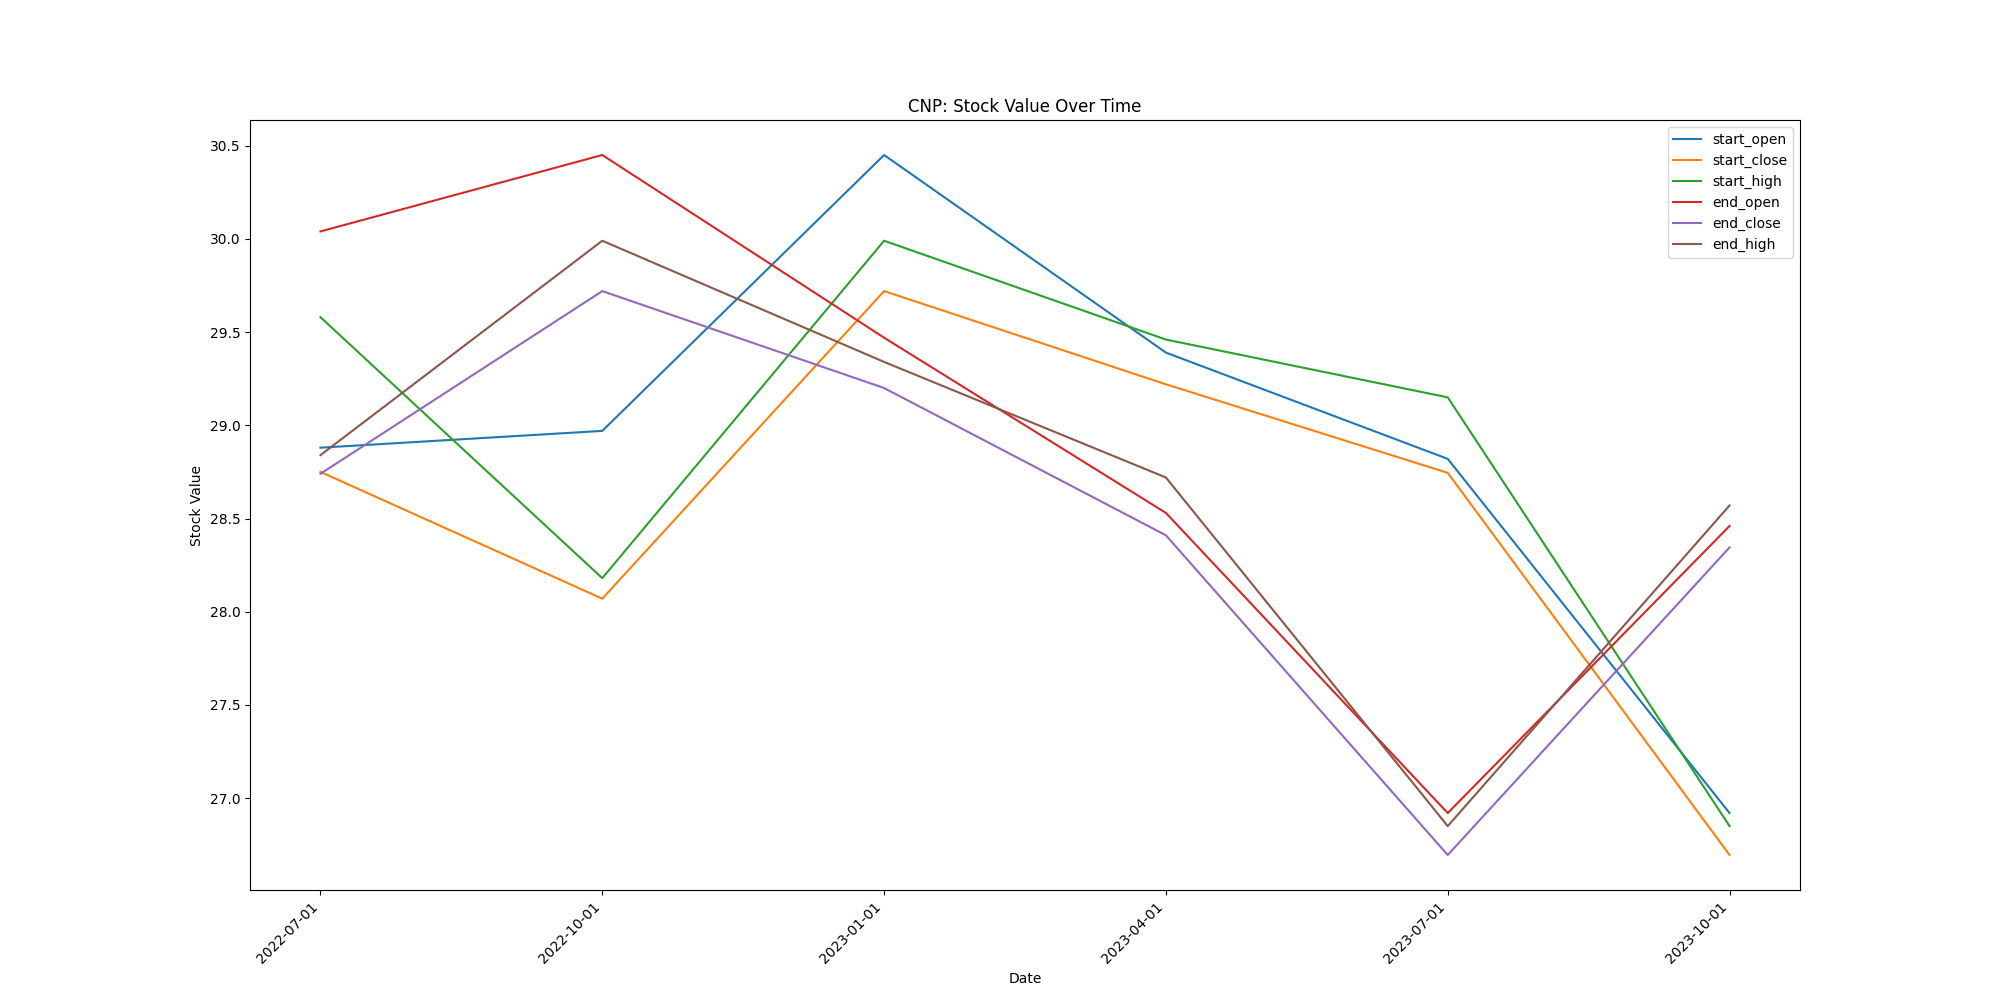 CNP: Stock Value Over Time
start_open
start_close
start_high
end_open
end_close
end_high
30.5
30.0
29.5
29.0
28.5
28.0
27.5
27.0
Stock Value
2022-07-01
2022-10-01
2023-01-01
2023-04-01
2023-07-01
2023-10-01
Date